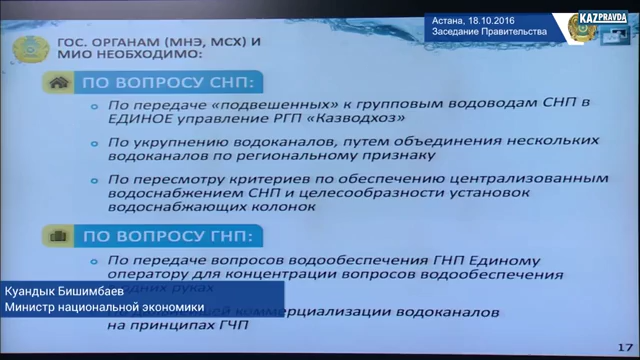 Астана, 18.10.2016
Заседание Правительства
KAZPRAVDA
ГОС. ОРГАНАМ (МНЭ, МСХ) И
МИО НЕОБХОДИМО:
ПО ВОПРОСУ СНП:
По передаче «подвешенных» к групповым водоводам СНП в
ЕДИНОЕ управление РГП «Казводхоз»
По укрупнению водоканалов, путем объединения нескольких
водоканалов по региональному признаку
По пересмотру критериев по обеспечению централизованным
водоснабжением СНП и целесообразности установок
водоснабжающих колонок
ПО ВОПРОСУ ГНП:
По передаче вопросов водообеспечения ГНП Единому
оператору для концентрации вопросов водообеспечения
руках
Куандык Бишимбаев
Министр национальной экономики
коммерциализации водоканалов
на принципах ГЧП
17